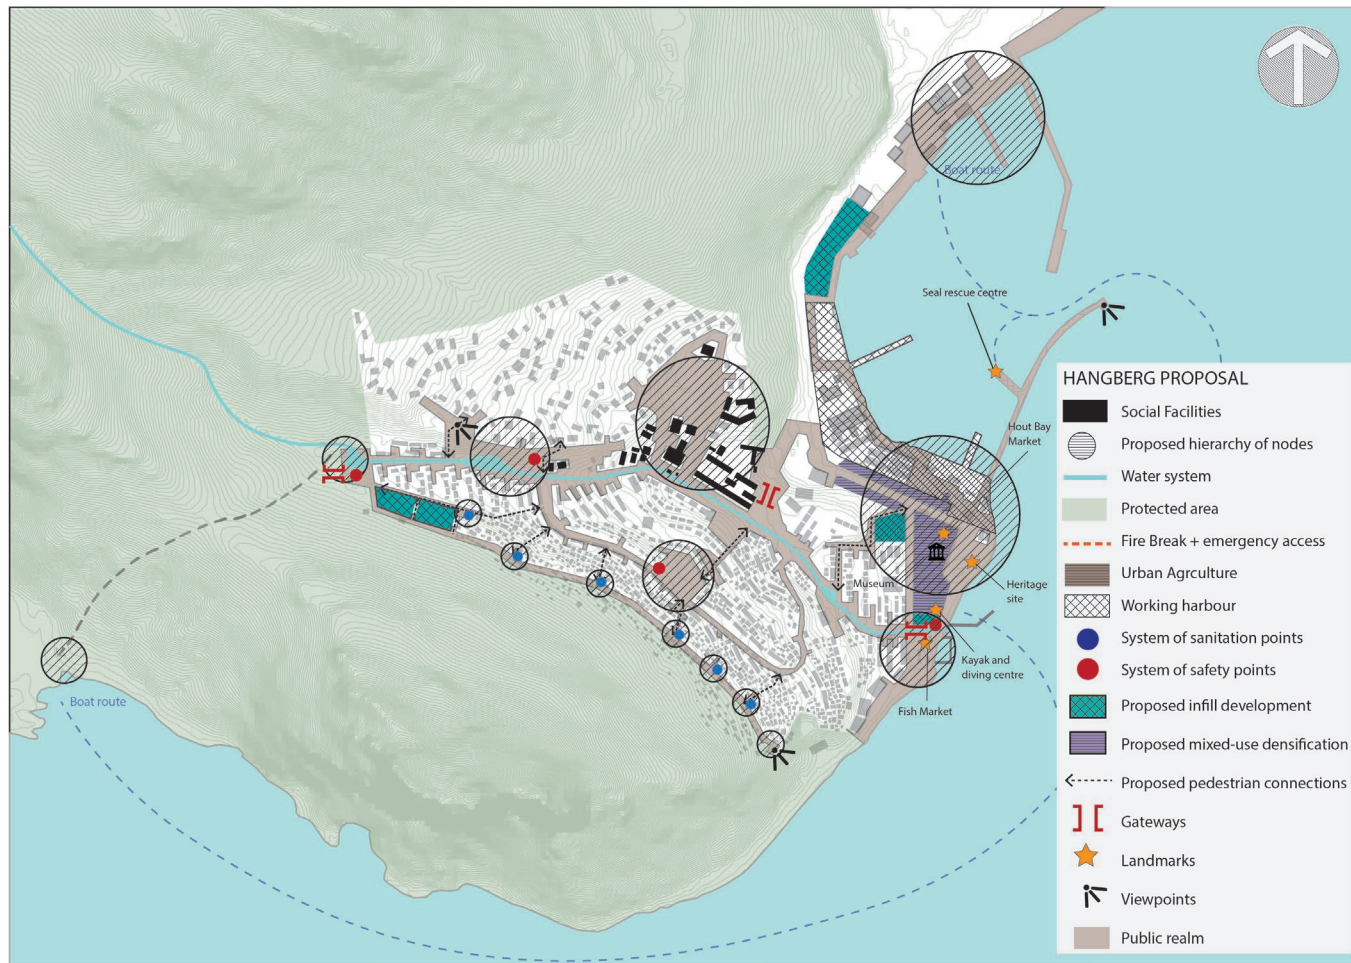 Boat route
Seal rescue centre
Hout Bay
Market
Museum
Heritage
site
Kayak and
diving centre
Fish Market
Boat route
HANGBERG PROPOSAL
Social Facilities
Proposed hierarchy of nodes
Water system
Protected area
Fire Break + emergency access
Urban Agrculture
Working harbour
System of sanitation points
System of safety points
Proposed infill development
Proposed mixed-use densification
Proposed pedestrian connections
Gateways
Landmarks
Viewpoints
Public realm